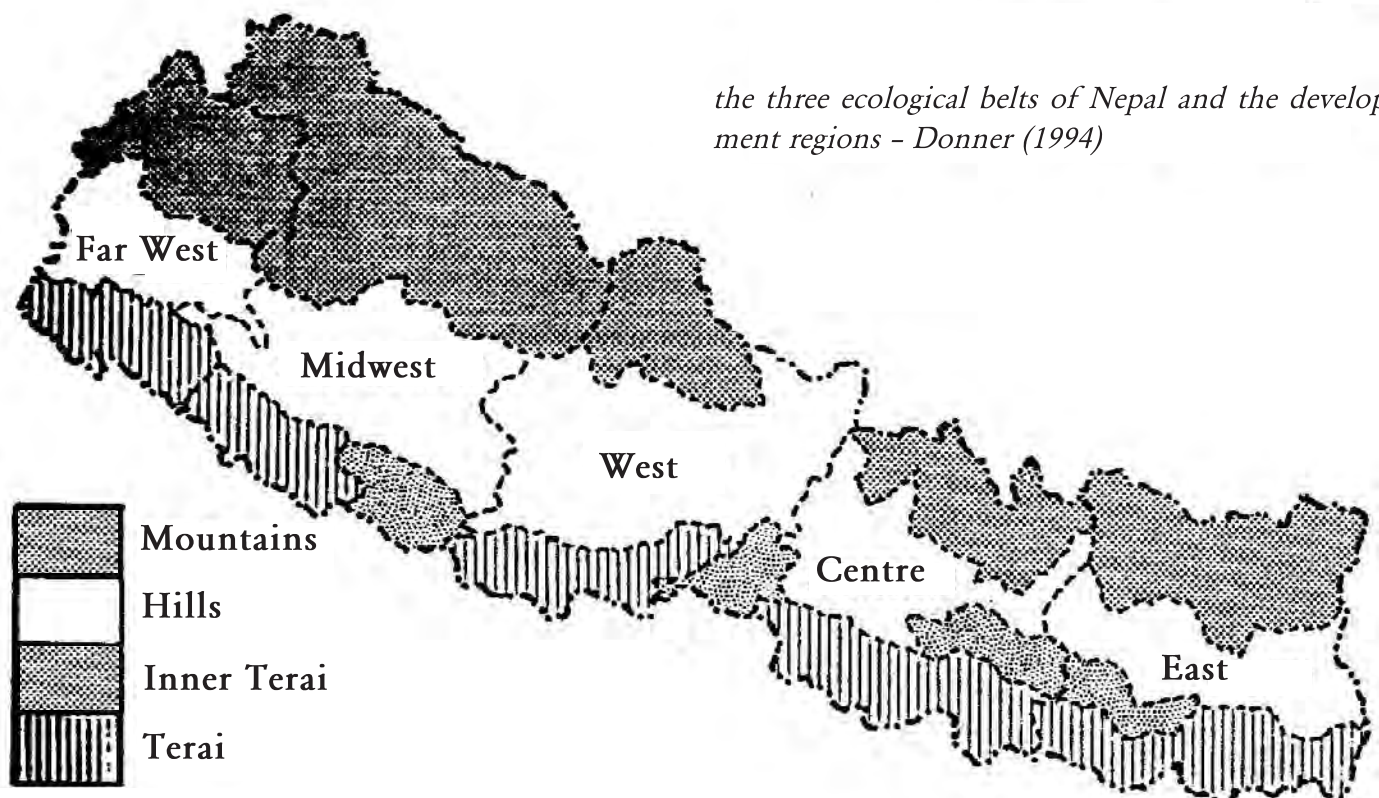 the three ecological belts of Nepal and the develop-
ment regions – Donner (1994)
Far West
Midwest
West
Centre
East
Mountains
Hills
Inner Terai
Terai